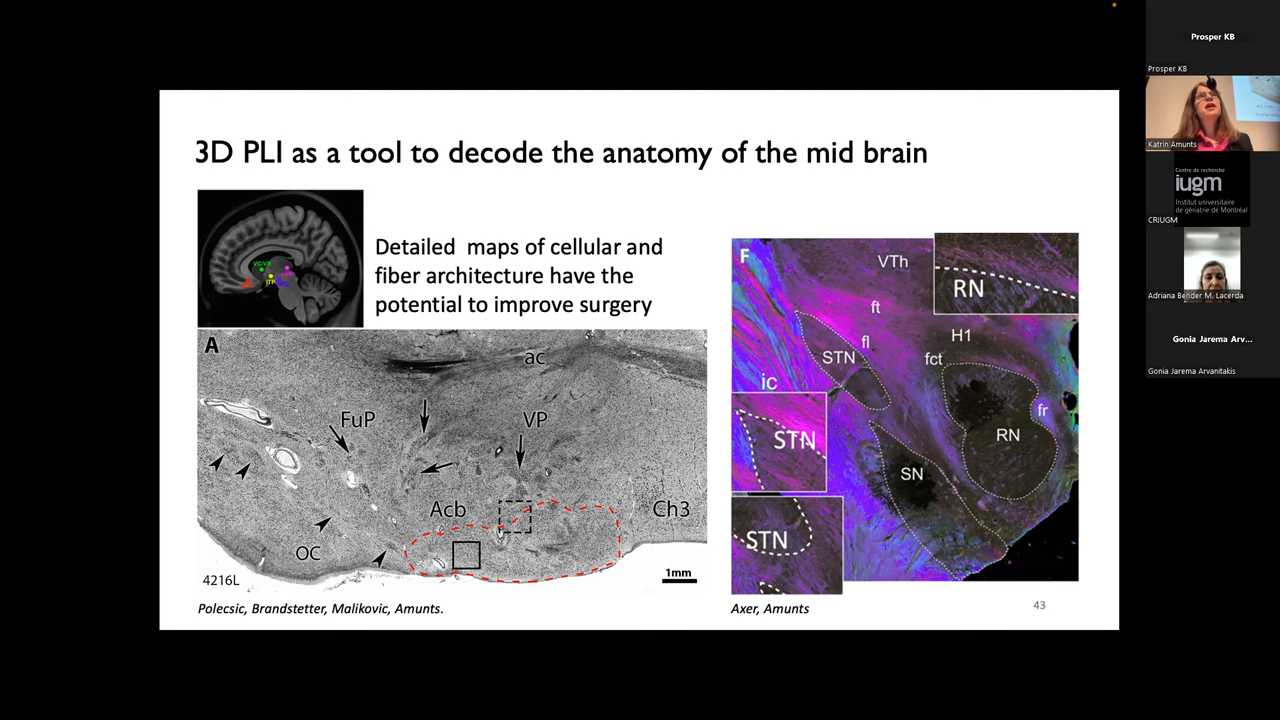 3D PLI as a tool to decode the anatomy of the mid brain
Detailed maps of cellular and
fiber architecture have the
potential to improve surgery
A
ac
FuP
VP
Acb
Ch3
OC
4216L
1mm
Polecsic, Brandstetter, Malikovic, Amunts.
F
VTh
RN
ft
H1
fl
STN
fct
ic
fr
STN
RN
SN
STN
Axer, Amunts
43
Prosper KB
Prosper KB
Katrin Amunts
Centre de recherche
iugm
Institut universitaire
de gériatrie de Montréal
CRIUGM
Adriana Bender M. Lacerda
Gonia Jarema Arv...
Gonia Jarema Arvanitakis